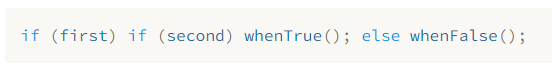 if (first) if (second) whenTrue(); else whenFalse();